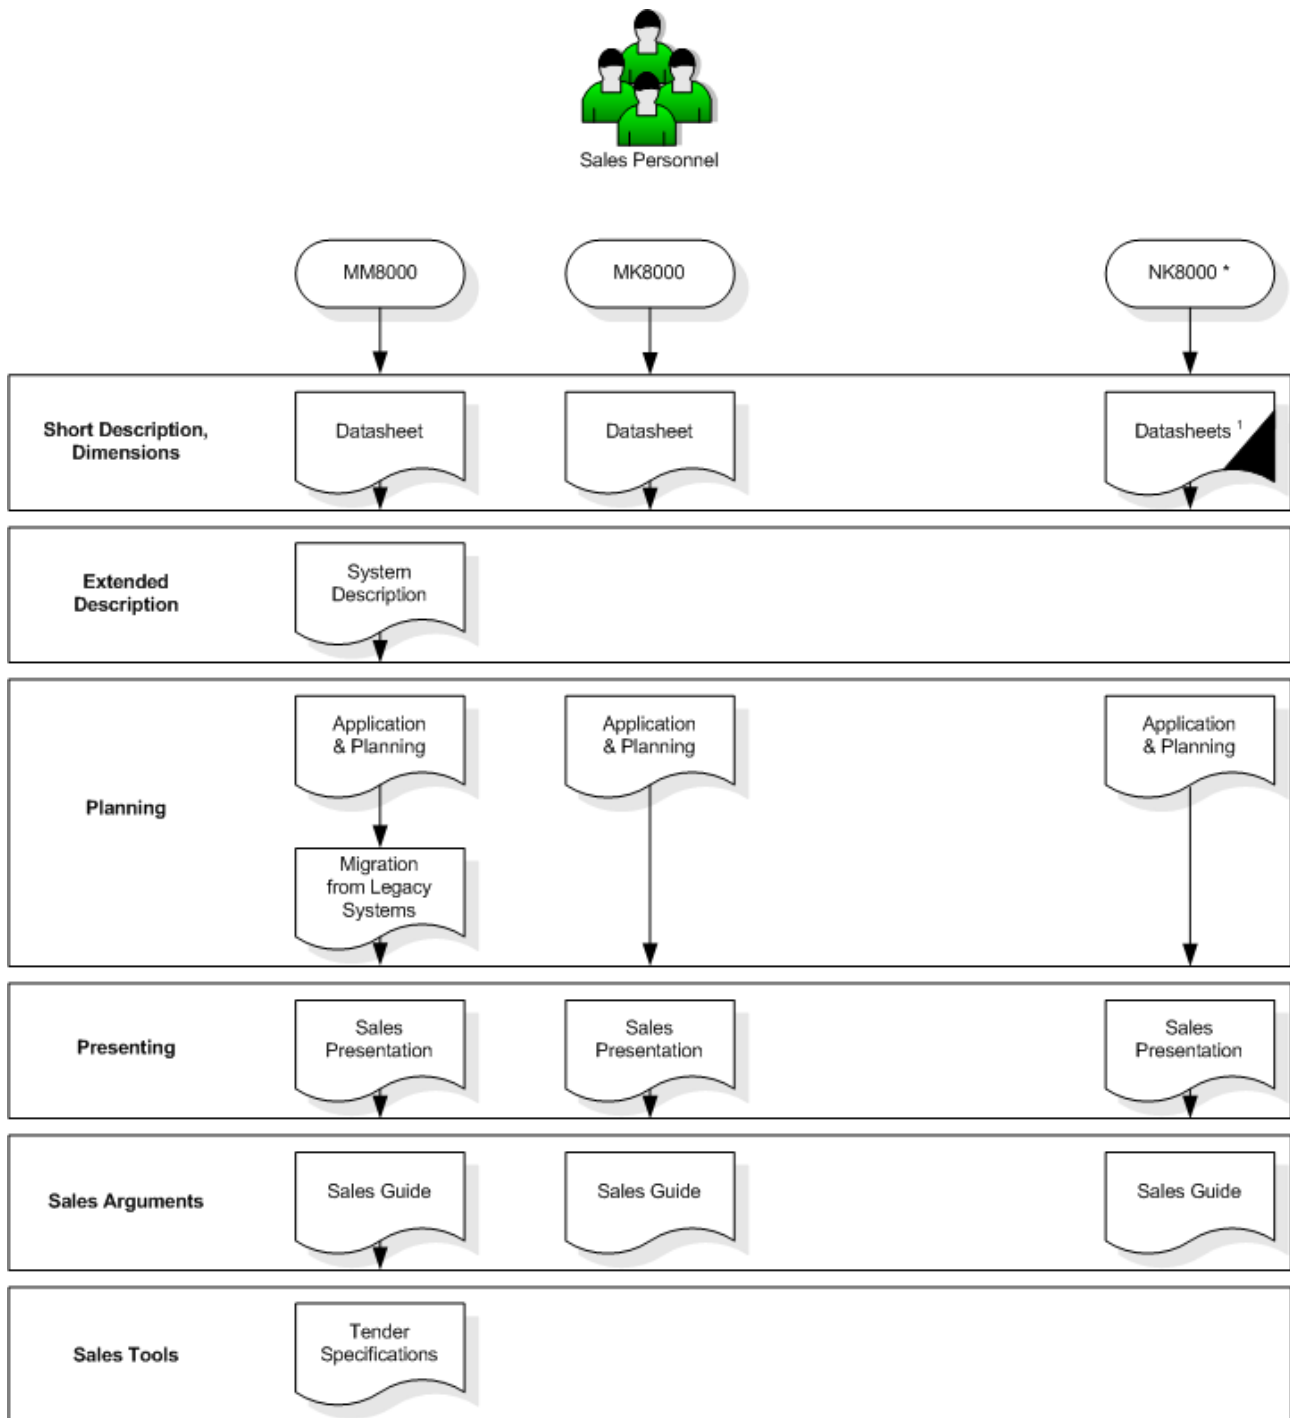 Sales Personnel
MM8000
MK8000
NK8000 *
Short Description,
Dimensions
Datasheet
Datasheet
Datasheets ¹
Extended
Description
System
Description
Planning
Application
& Planning
Application
& Planning
Application
& Planning
Migration
from Legacy
Systems
Presenting
Sales
Presentation
Sales
Presentation
Sales
Presentation
Sales Arguments
Sales Guide
Sales Guide
Sales Guide
Sales Tools
Tender
Specifications